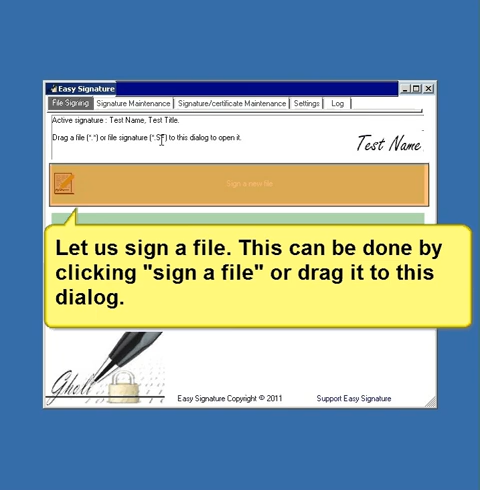 Easy Signature
File Signing Signature Maintenance Signature/certificate Maintenance Settings Log
Active signature : Test Name, Test Title.
Drag a file (*.*) or file signature (*.SF) to this dialog to open it.
Test Name
Sign a new file
Let us sign a file. This can be done by
clicking "sign a file" or drag it to this
dialog.
Easy Signature Copyright © 2011 Support Easy Signature